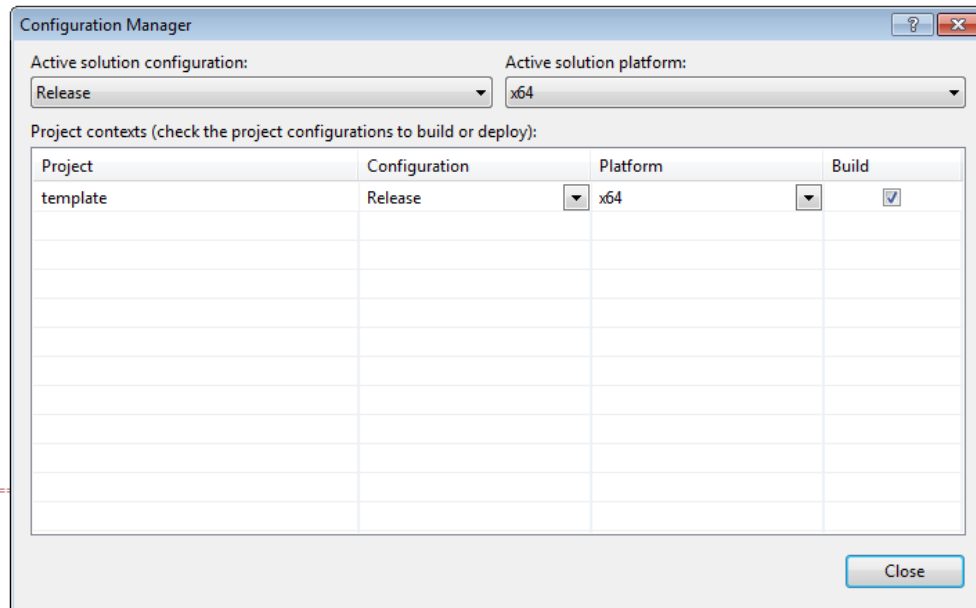 Configuration Manager
Active solution configuration: Active solution platform:
Release x64
Project contexts (check the project configurations to build or deploy):
Project Configuration Platform Build
template Release x64
Close